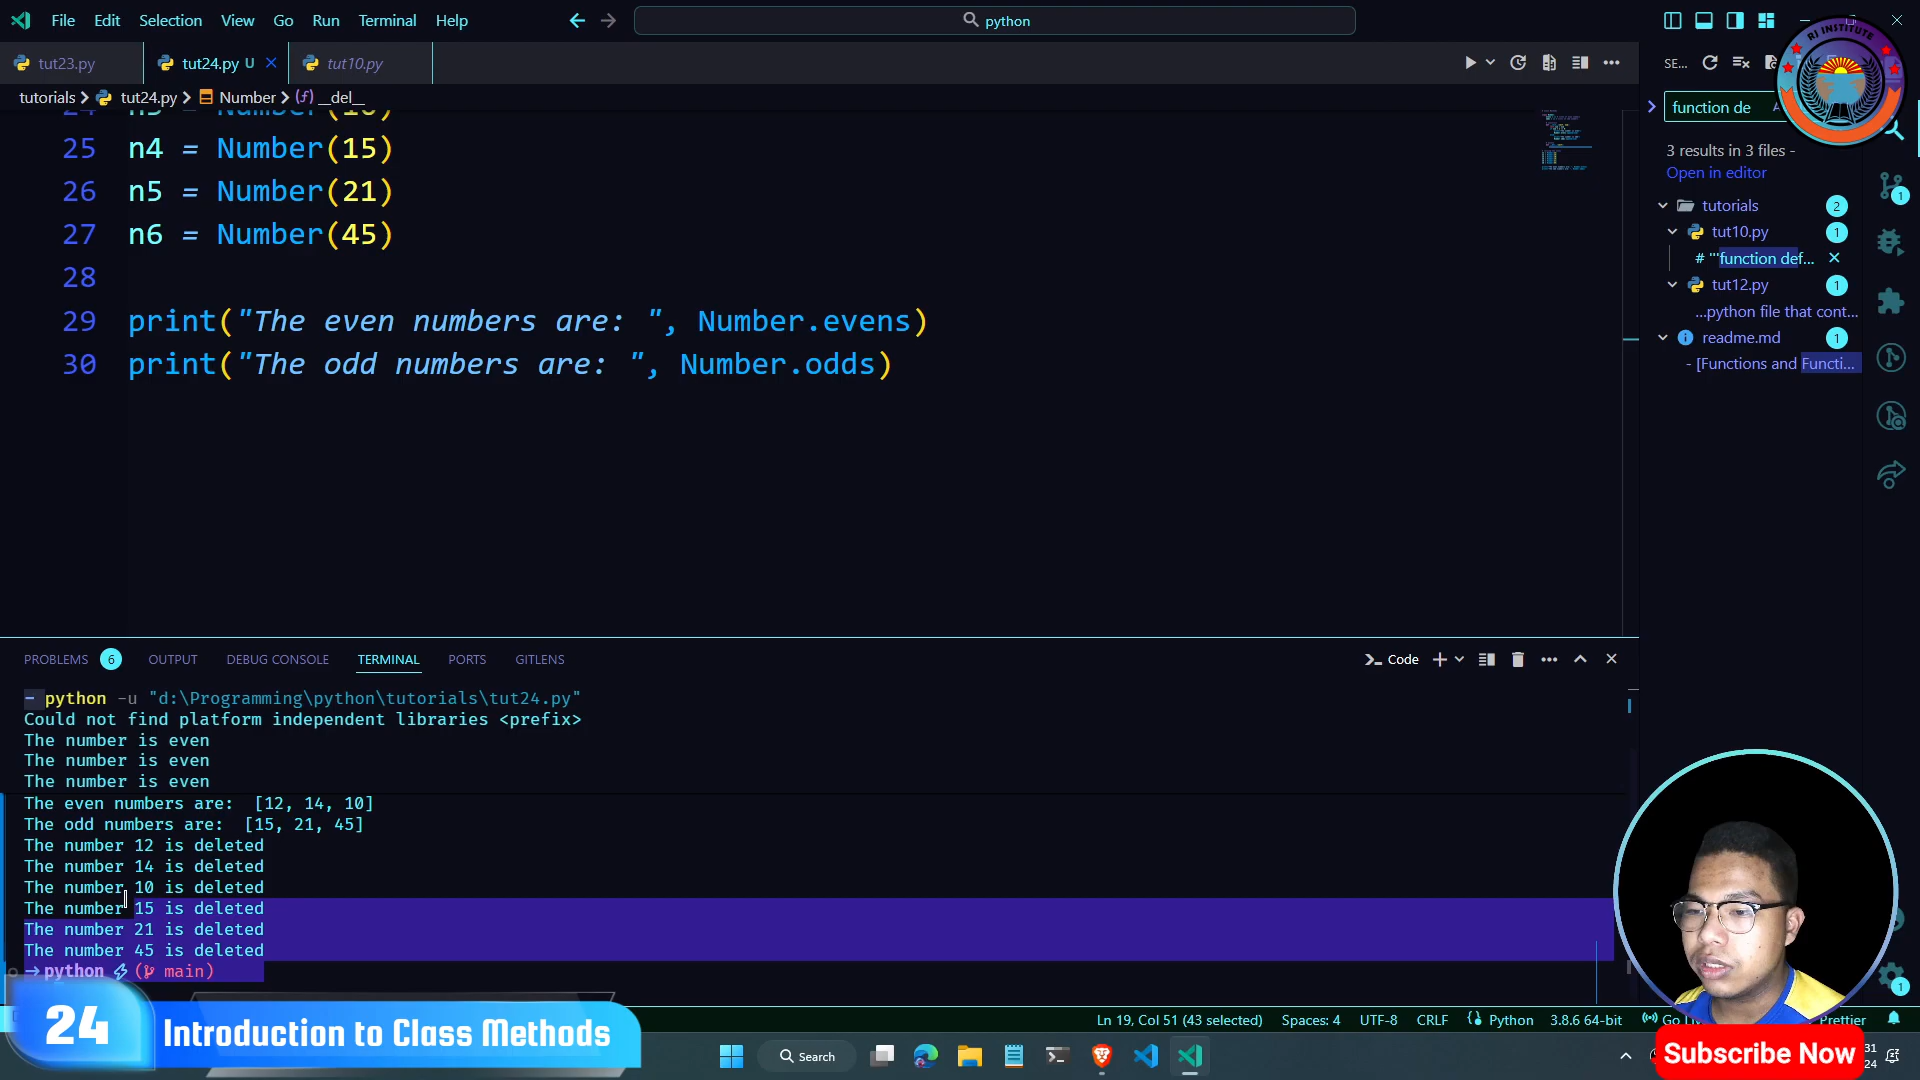 File Edit Selection View Go Run Terminal Help
python
RJ INSTITUTE
tut23.py
tut24.py U
tut10.py
SE...
tutorials > tut24.py > Number > __del__
function de
3 results in 3 files -
Open in editor
tutorials 2
tut10.py 1
# '''function def...
tut12.py 1
...python file that cont...
readme.md 1
- [Functions and Functi...
25 n4 = Number(15)
26 n5 = Number(21)
27 n6 = Number(45)
28
29 print("The even numbers are: ", Number.evens)
30 print("The odd numbers are: ", Number.odds)
PROBLEMS 6 OUTPUT DEBUG CONSOLE TERMINAL PORTS GITLENS
Code
python -u "d:\Programming\python\tutorials\tut24.py"
Could not find platform independent libraries <prefix>
The number is even
The number is even
The number is even
The even numbers are:  [12, 14, 10]
The odd numbers are:  [15, 21, 45]
The number 12 is deleted
The number 14 is deleted
The number 10 is deleted
The number 15 is deleted
The number 21 is deleted
The number 45 is deleted
→ python ⚡ ( main)
24 Introduction to Class Methods
Ln 19, Col 51 (43 selected) Spaces: 4 UTF-8 CRLF Python 3.8.6 64-bit Go Prettier
Search
Subscribe Now